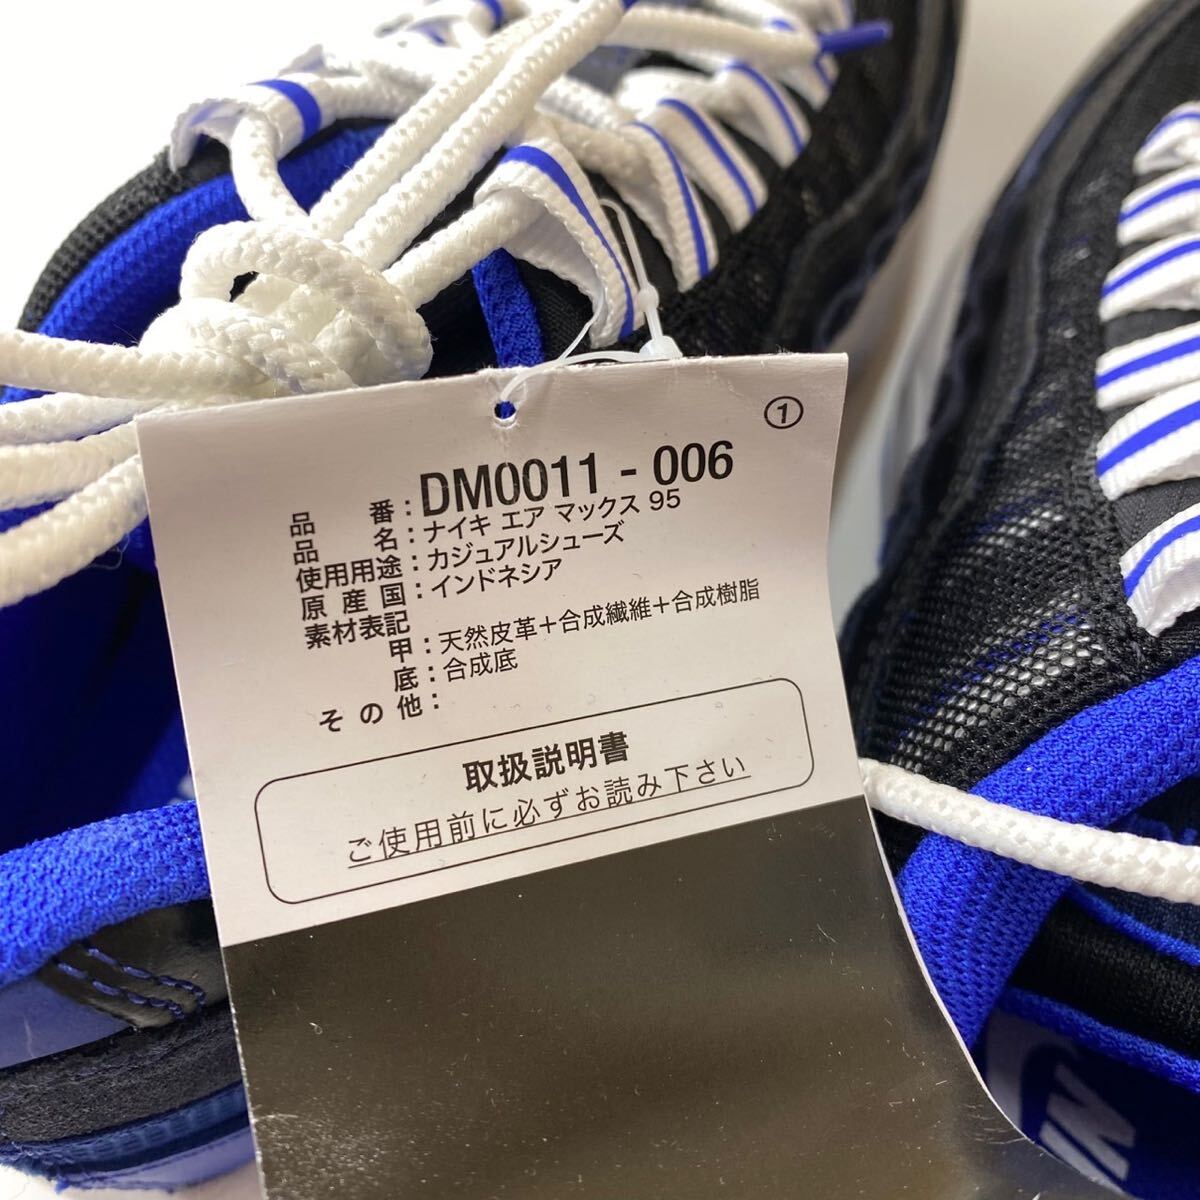 ①
品番：DM0011 - 006
品名：ナイキ エア マックス 95
使用用途：カジュアルシューズ
原産国：インドネシア
素材表記
甲：天然皮革＋合成繊維＋合成樹脂
底：合成底
その他：
取扱説明書
ご使用前に必ずお読み下さい